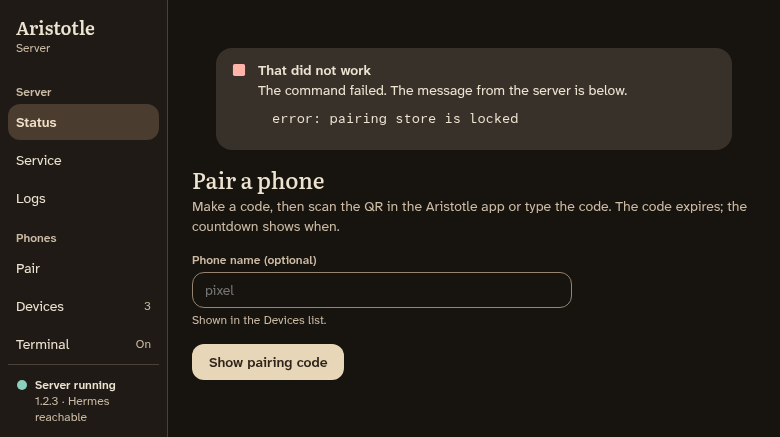 Aristotle
Server
Server
Status
Service
Logs
Phones
Pair
Devices 3
Terminal On
Server running
1.2.3 · Hermes
reachable
That did not work
The command failed. The message from the server is below.
error: pairing store is locked
Pair a phone
Make a code, then scan the QR in the Aristotle app or type the code. The code expires; the
countdown shows when.
Phone name (optional)
pixel
Shown in the Devices list.
Show pairing code